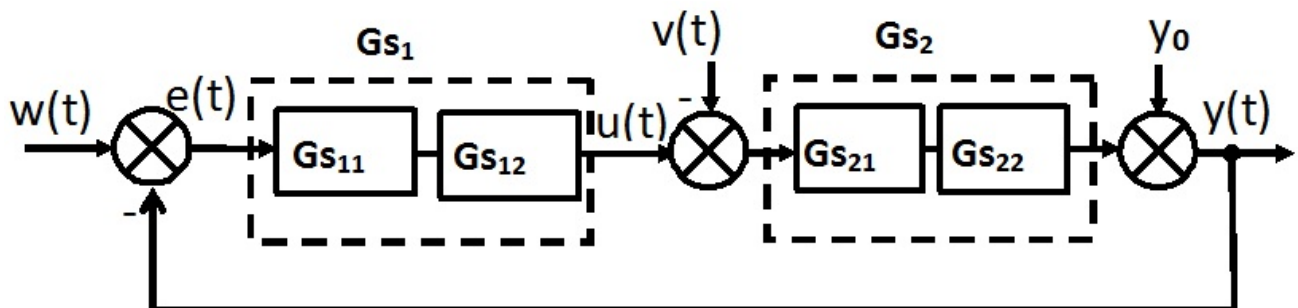 Gs₁
v(t)
Gs₂
y₀
w(t)
e(t)
u(t)
y(t)
-
Gs₁₁
Gs₁₂
Gs₂₁
Gs₂₂
-